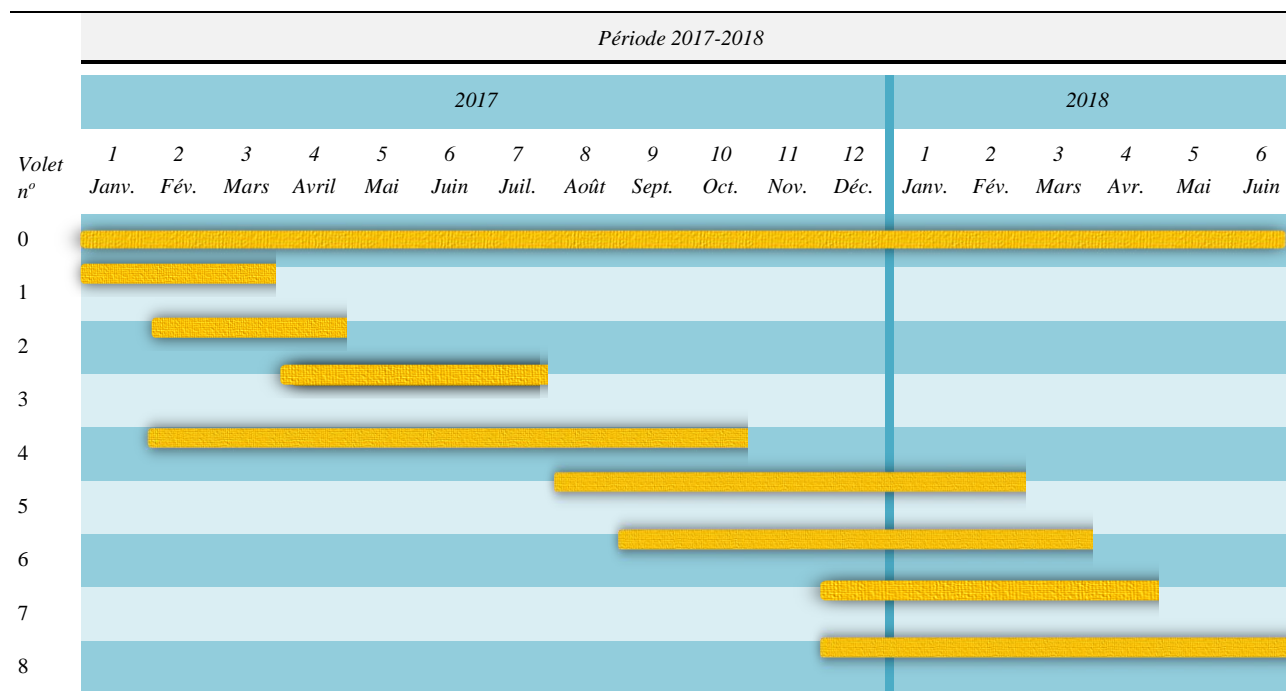 Période 2017-2018
2017 2018
Volet nº
1 2 3 4 5 6 7 8 9 10 11 12 1 2 3 4 5 6
Janv. Fév. Mars Avril Mai Juin Juil. Août Sept. Oct. Nov. Déc. Janv. Fév. Mars Avr. Mai Juin
0
1
2
3
4
5
6
7
8